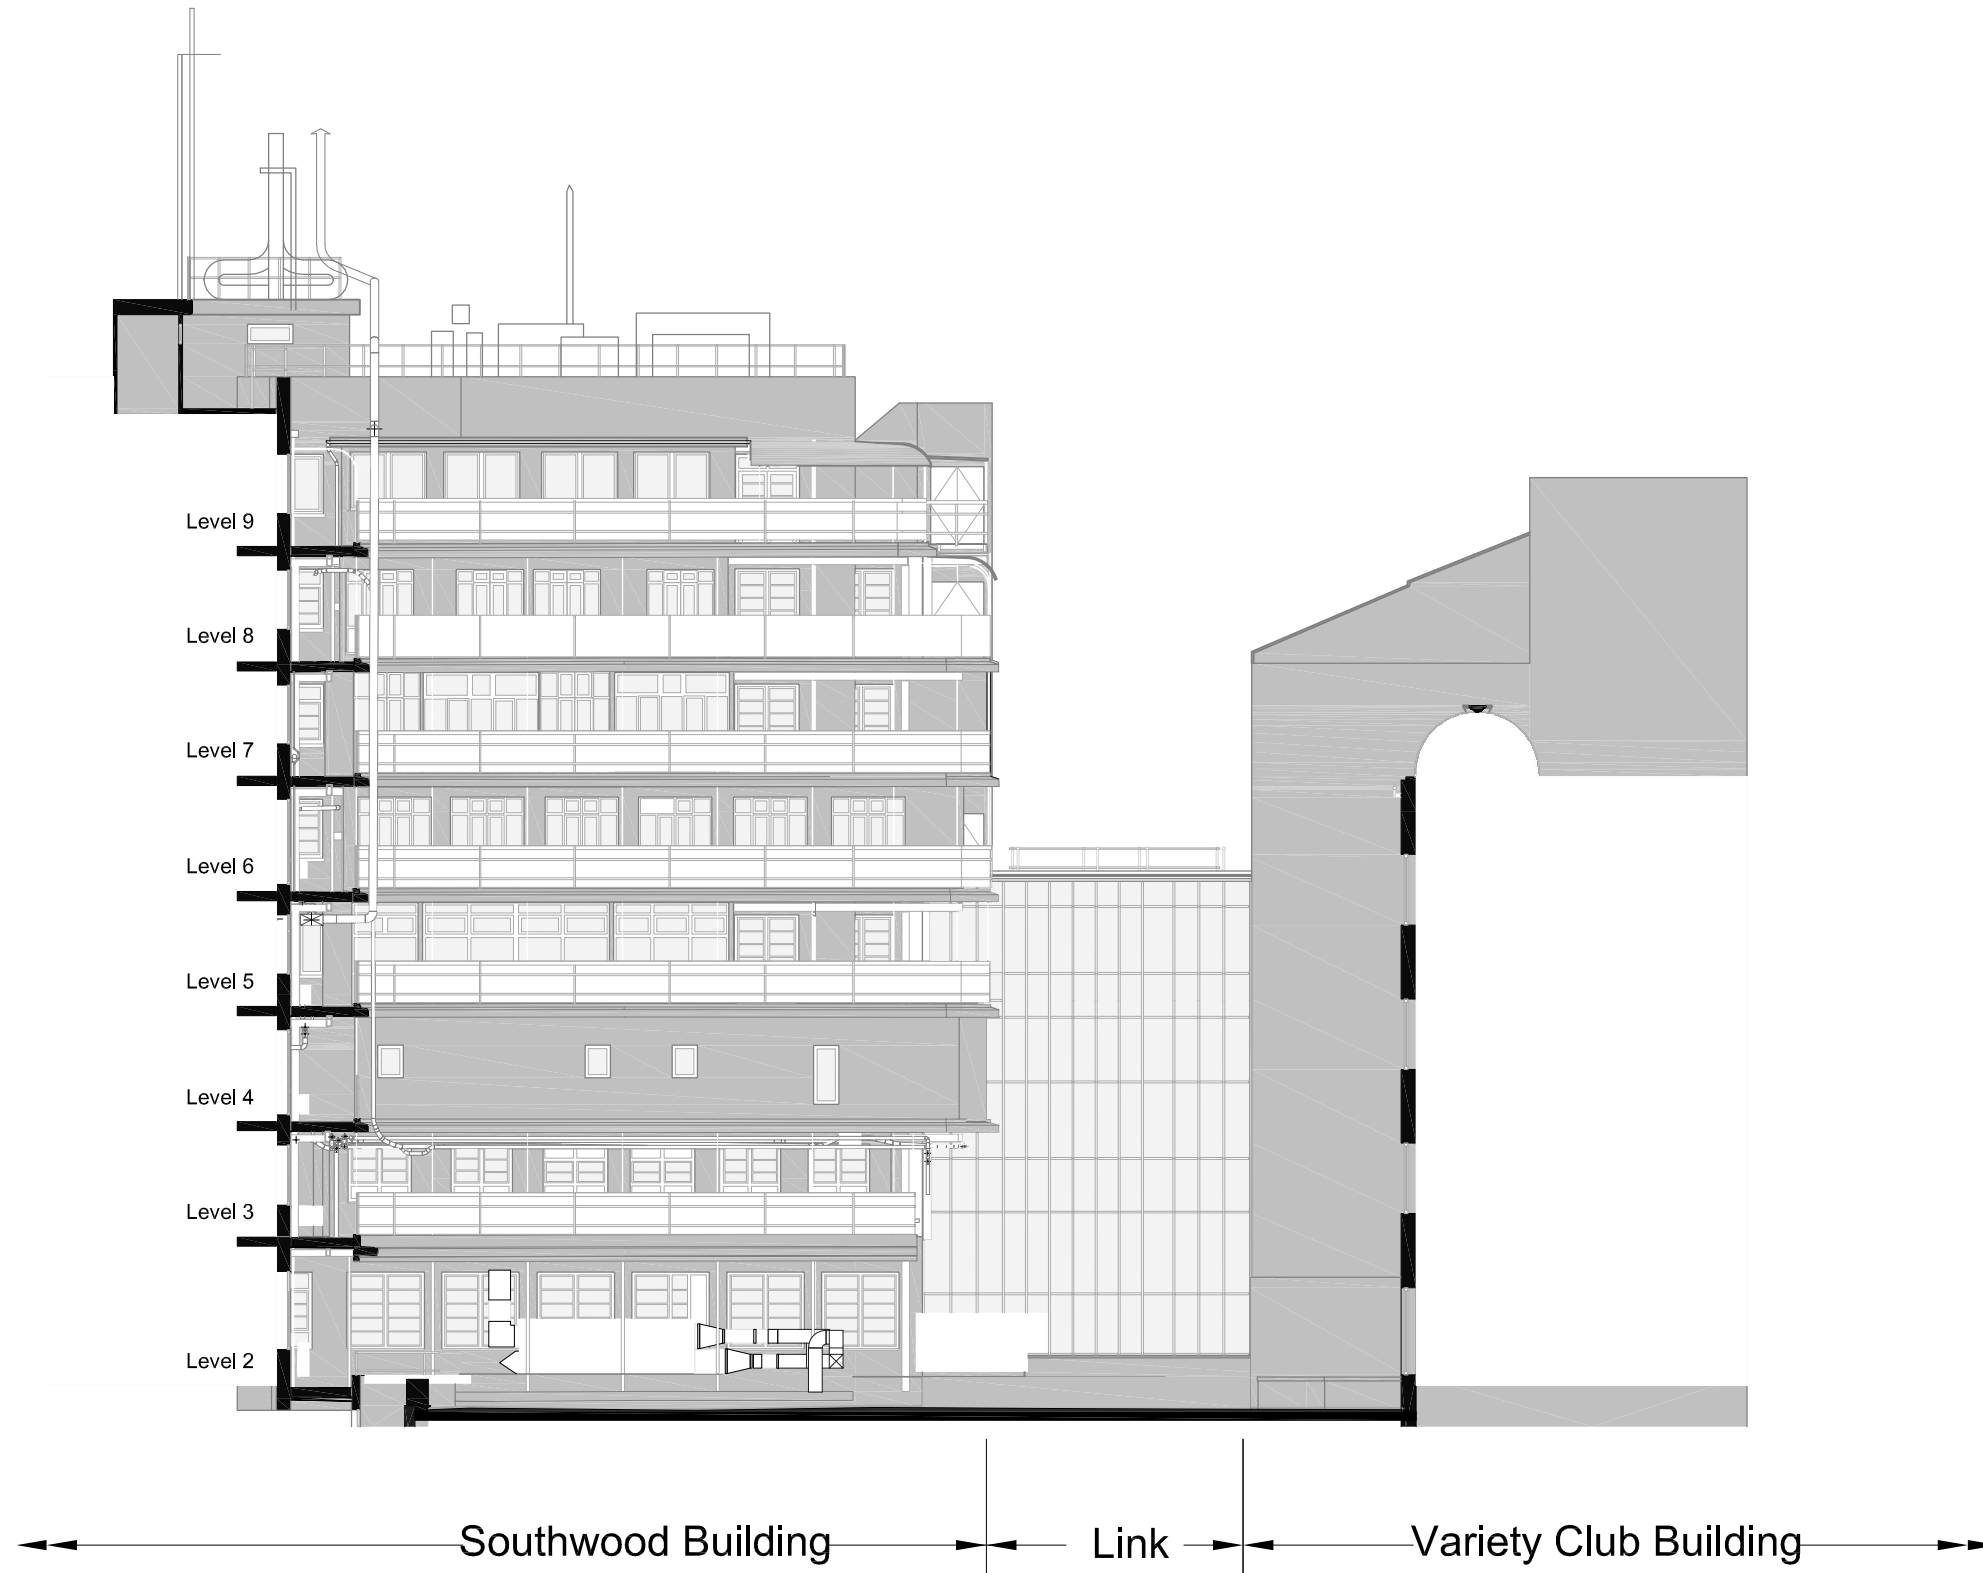 Level 9
Level 8
Level 7
Level 6
Level 5
Level 4
Level 3
Level 2
Southwood Building
Link
Variety Club Building